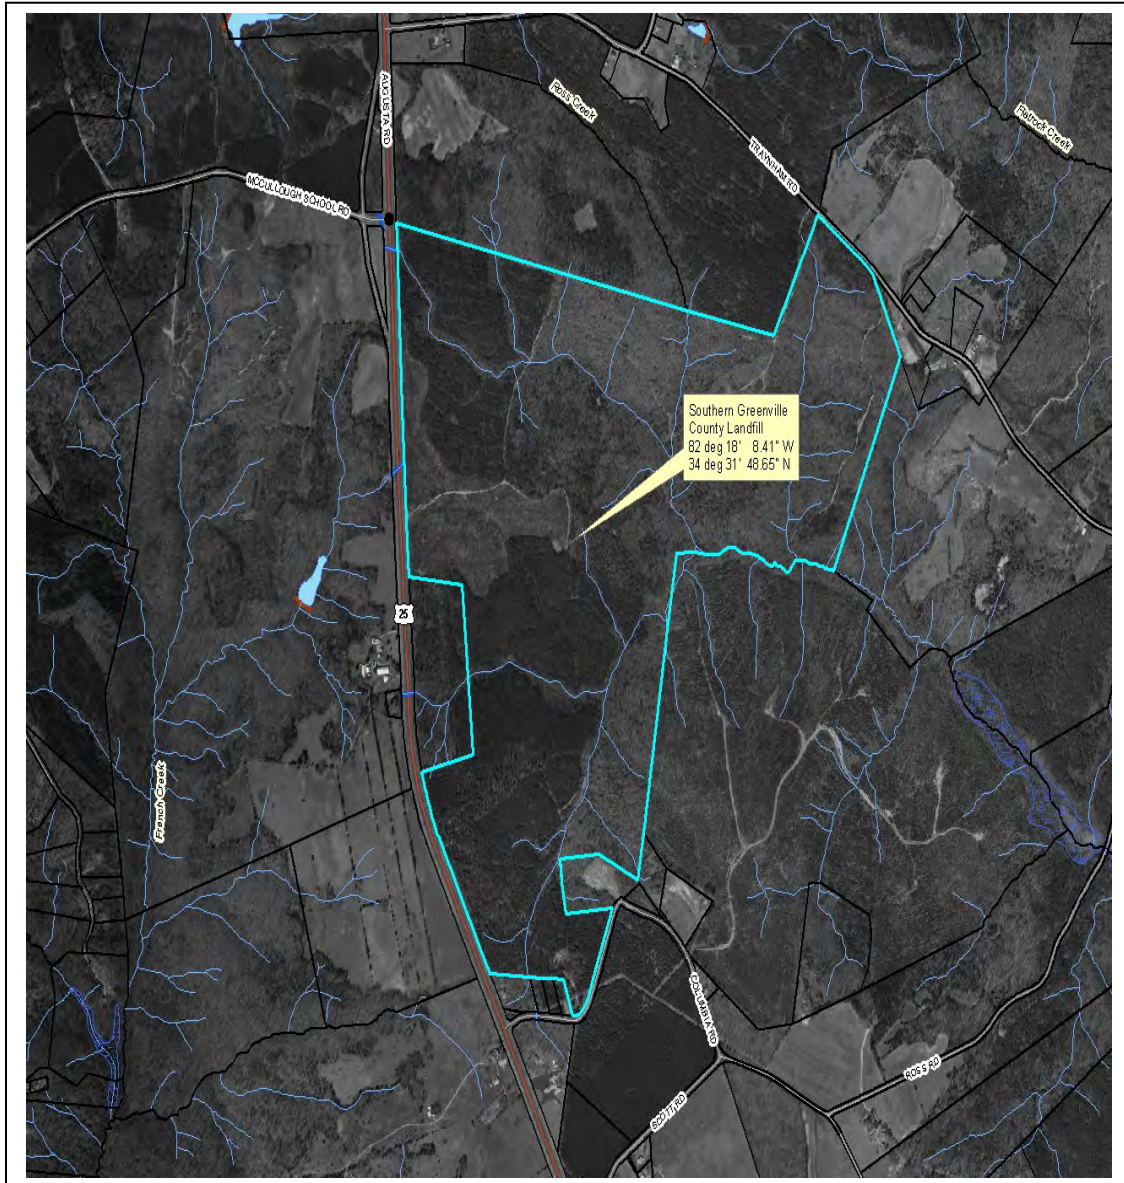 AUGUSTA RD
Ross Creek
Flatrock Creek
TRAYNHAM RD
MCCULLOUGH SCHOOL RD
Southern Greenville
County Landfill
82 deg 18' 8.41" W
34 deg 31' 48.65" N
25
French Creek
COLUMBIA RD
ROSS RD
SCOTT RD